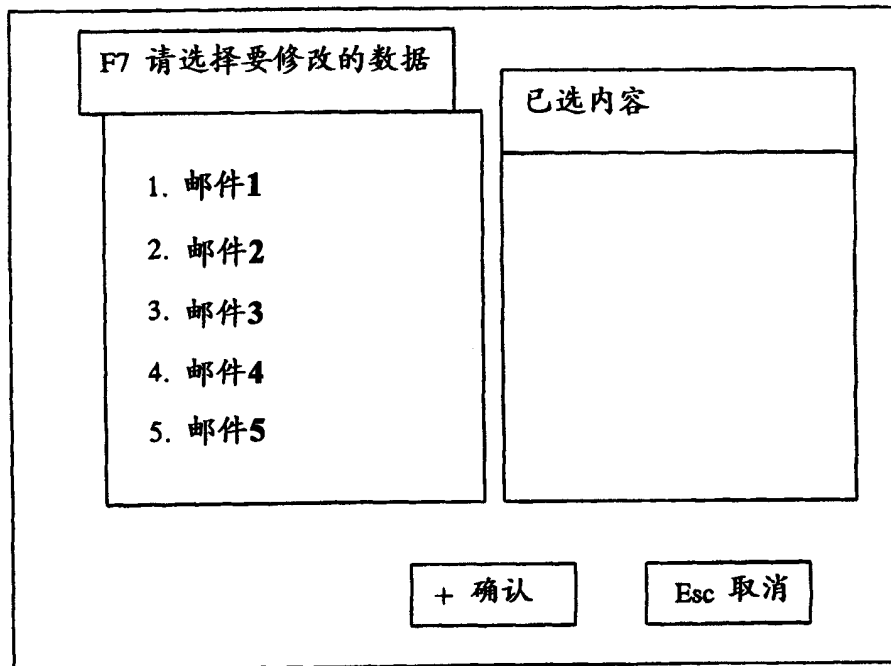 F7 请选择要修改的数据
已选内容
1. 邮件1
2. 邮件2
3. 邮件3
4. 邮件4
5. 邮件5
+ 确认
Esc 取消